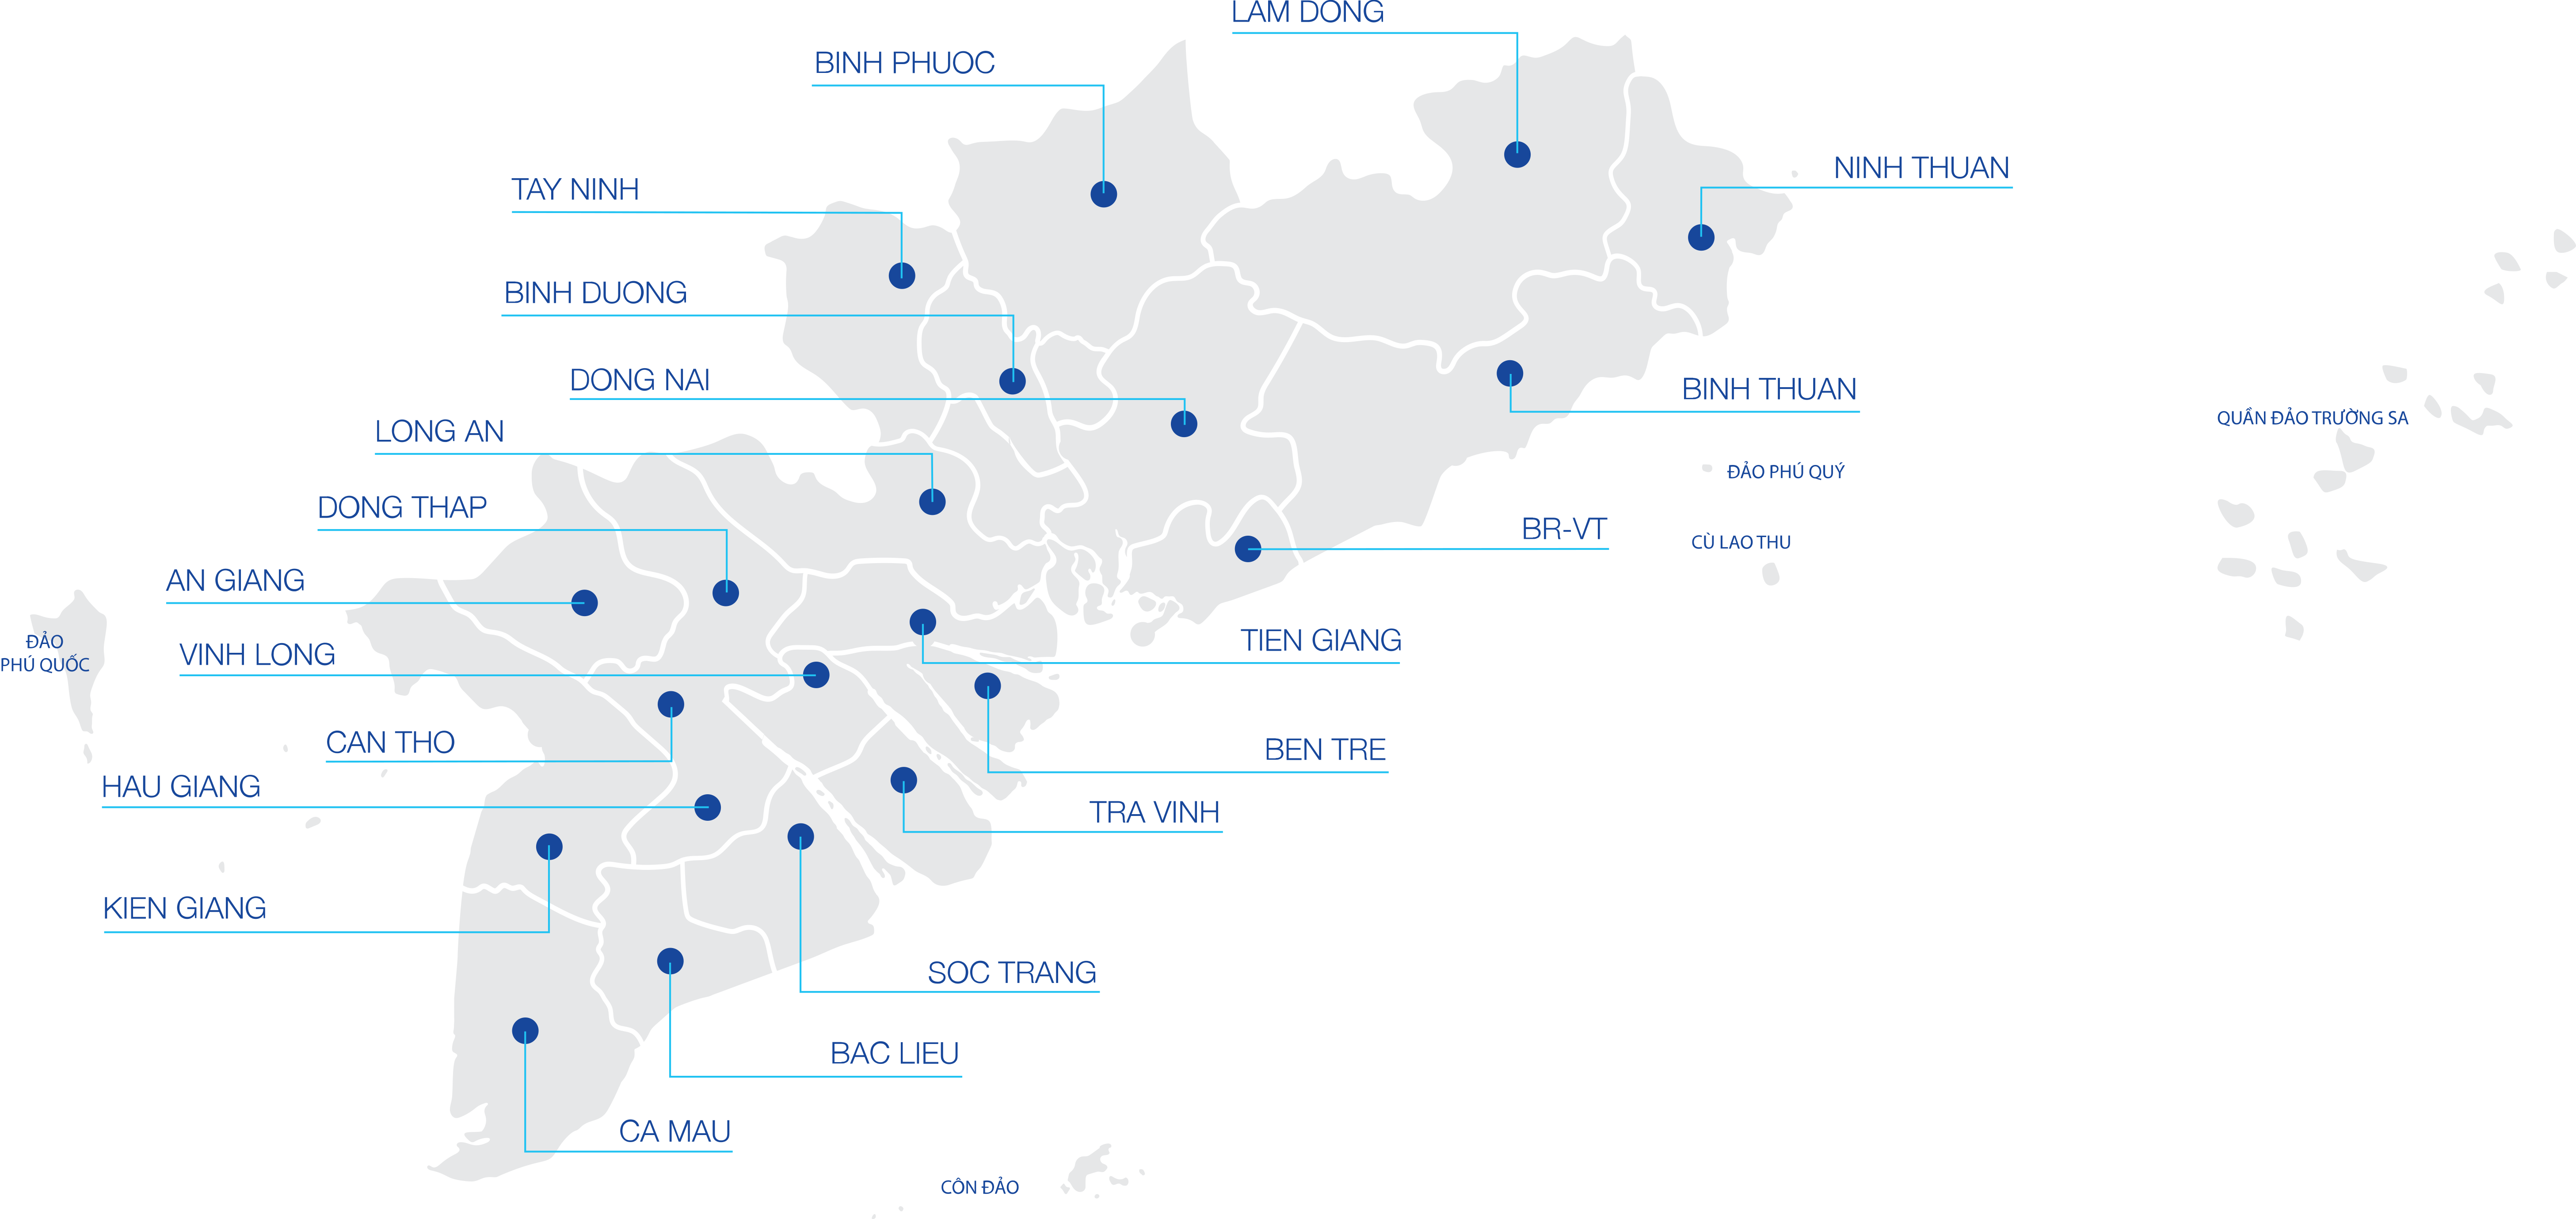 LAM DONG
BINH PHUOC
NINH THUAN
TAY NINH
BINH DUONG
DONG NAI
BINH THUAN
QUẦN ĐẢO TRƯỜNG SA
LONG AN
ĐẢO PHÚ QUÝ
DONG THAP
BR-VT
CÙ LAO THU
AN GIANG
ĐẢO
PHÚ QUỐC
VINH LONG
TIEN GIANG
CAN THO
BEN TRE
HAU GIANG
TRA VINH
KIEN GIANG
SOC TRANG
BAC LIEU
CA MAU
CÔN ĐẢO